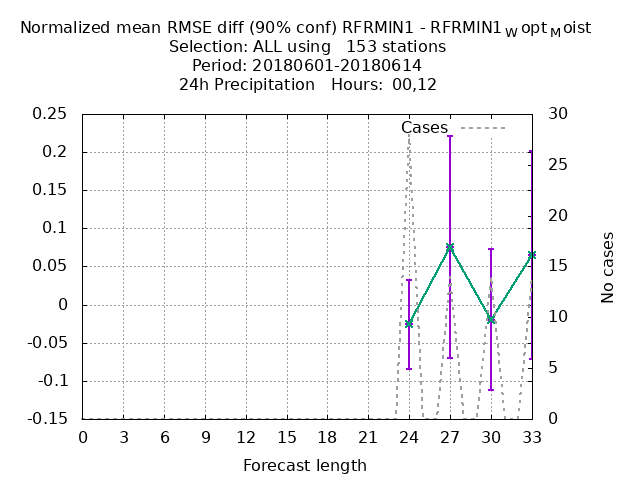 Normalized mean RMSE diff (90% conf) RFRMIN1 - RFRMIN1WoptMoist
Selection: ALL using 153 stations
Period: 20180601-20180614
24h Precipitation Hours: 00,12
Cases
0.25
0.2
0.15
0.1
0.05
0
-0.05
-0.1
-0.15
30
25
20
15
10
5
0
No cases
0 3 6 9 12 15 18 21 24 27 30 33
Forecast length